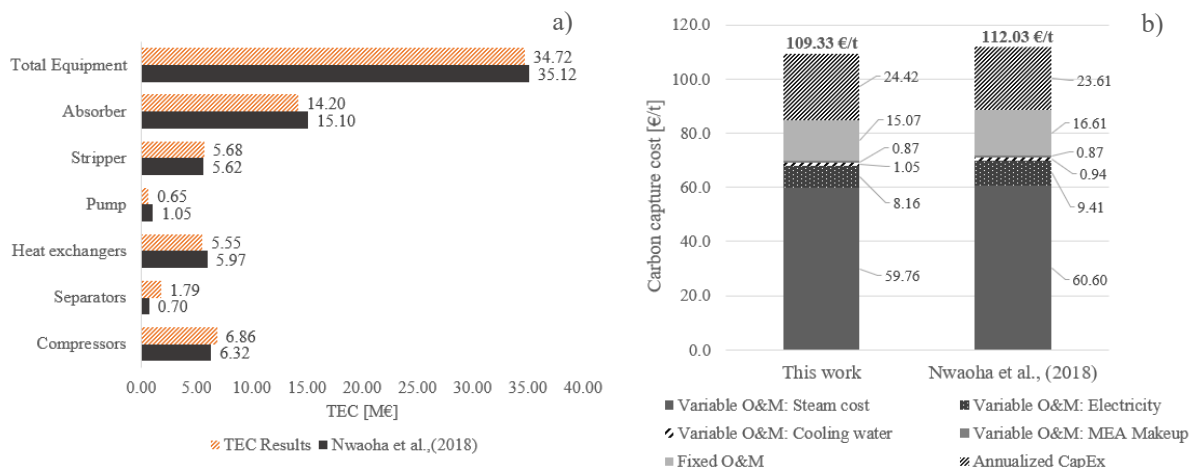 a)
Total Equipment
34.72
35.12
Absorber
14.20
15.10
Stripper
5.68
5.62
Pump
0.65
1.05
Heat exchangers
5.55
5.97
Separators
1.79
0.70
Compressors
6.86
6.32
0.00 5.00 10.00 15.00 20.00 25.00 30.00 35.00 40.00
TEC [M€]
TEC Results Nwaoha et al.,(2018)
b)
Carbon capture cost [€/t]
120.0
100.0
80.0
60.0
40.0
20.0
0.0
109.33 €/t
24.42
15.07
0.87
1.05
8.16
59.76
112.03 €/t
23.61
16.61
0.87
0.94
9.41
60.60
This work Nwaoha et al., (2018)
Variable O&M: Steam cost Variable O&M: Electricity
Variable O&M: Cooling water Variable O&M: MEA Makeup
Fixed O&M Annualized CapEx